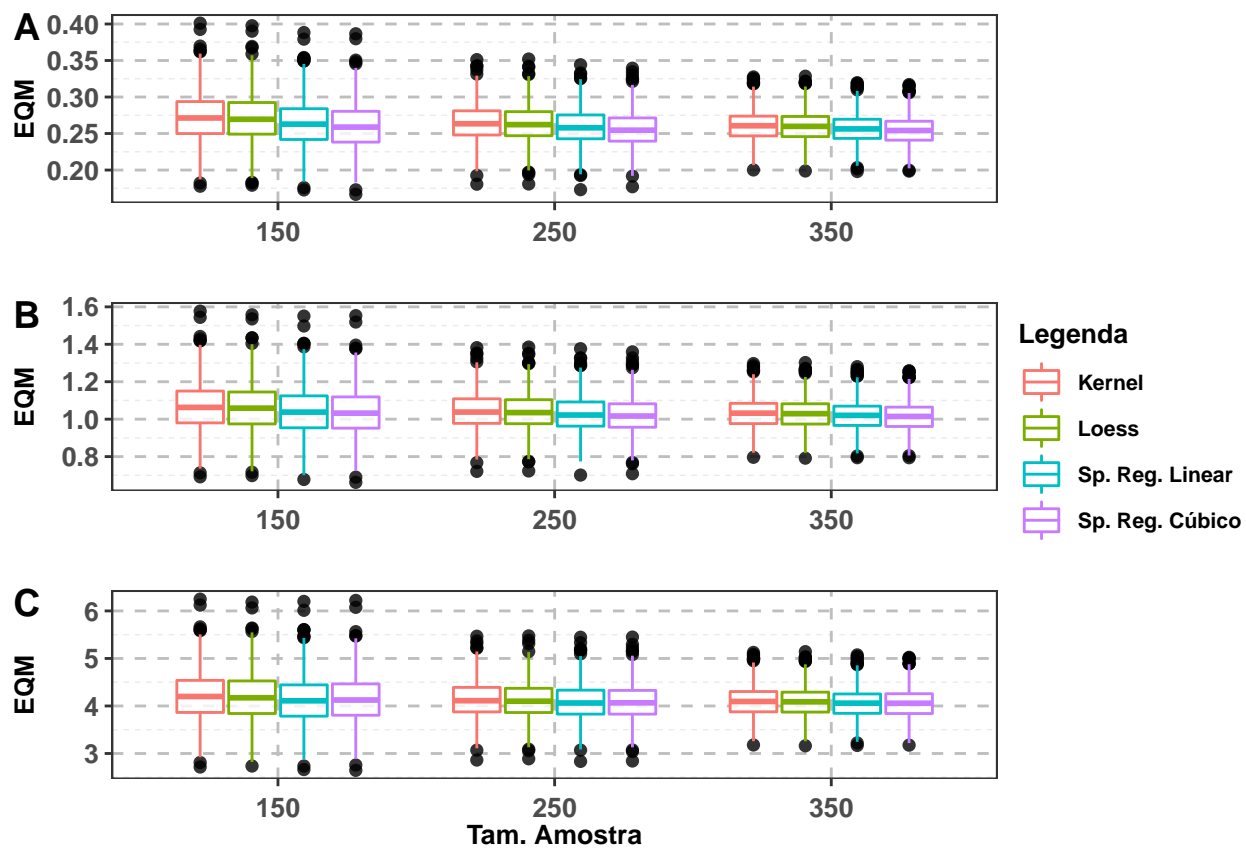 A
EQM
0.40
0.35
0.30
0.25
0.20
150
250
350
B
EQM
1.6
1.4
1.2
1.0
0.8
150
250
350
C
EQM
6
5
4
3
150
250
350
Tam. Amostra
Legenda
Kernel
Loess
Sp. Reg. Linear
Sp. Reg. Cúbico